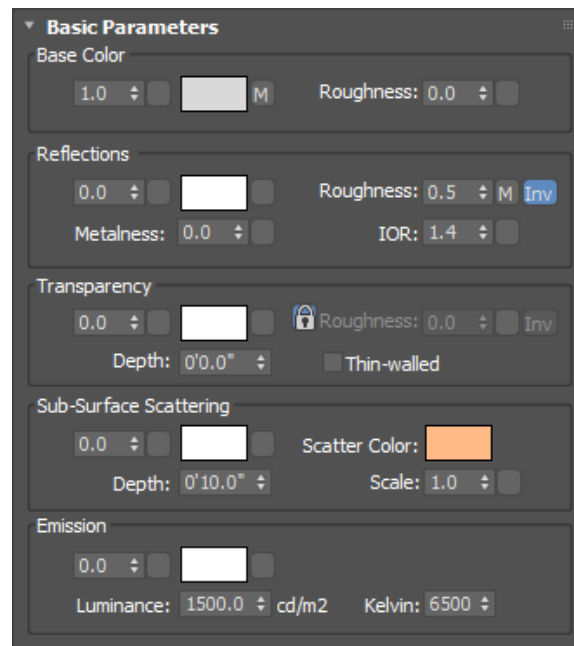 Basic Parameters
Base Color
1.0 M Roughness: 0.0
Reflections
0.0 Roughness: 0.5 M Inv
Metalness: 0.0 IOR: 1.4
Transparency
0.0 Roughness: 0.0 Inv
Depth: 0'0.0" Thin-walled
Sub-Surface Scattering
0.0 Scatter Color:
Depth: 0'10.0" Scale: 1.0
Emission
0.0
Luminance: 1500.0 cd/m2 Kelvin: 6500